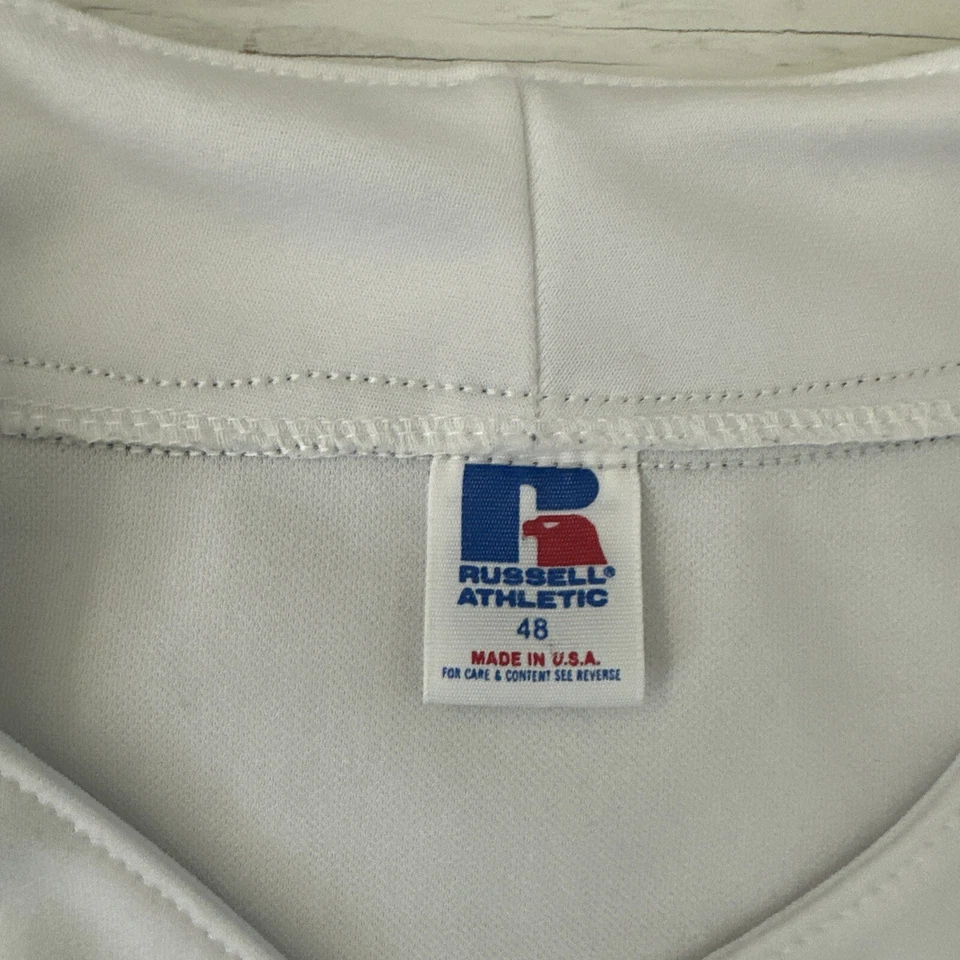 RUSSELL®
ATHLETIC
48
MADE IN U.S.A.
FOR CARE & CONTENT SEE REVERSE